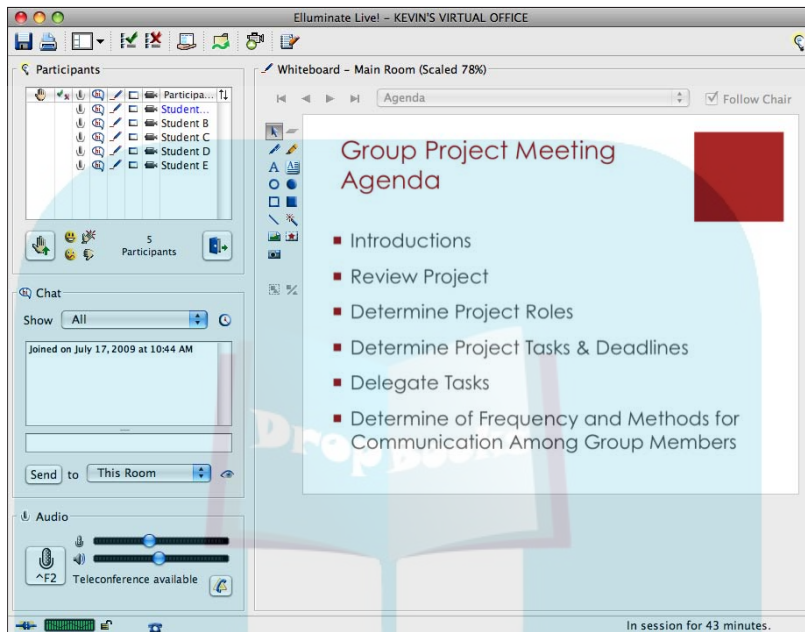 Elluminate Live! – KEVIN'S VIRTUAL OFFICE
Participants
Participa...
Student...
Student B
Student C
Student D
Student E
5
Participants
Chat
Show All
Joined on July 17, 2009 at 10:44 AM
Send to This Room
Audio
^F2
Teleconference available
Whiteboard – Main Room (Scaled 78%)
Agenda
Follow Chair
A A
Group Project Meeting
Agenda
▪ Introductions
▪ Review Project
▪ Determine Project Roles
▪ Determine Project Tasks & Deadlines
▪ Delegate Tasks
▪ Determine of Frequency and Methods for
Communication Among Group Members
Drop Books
In session for 43 minutes.